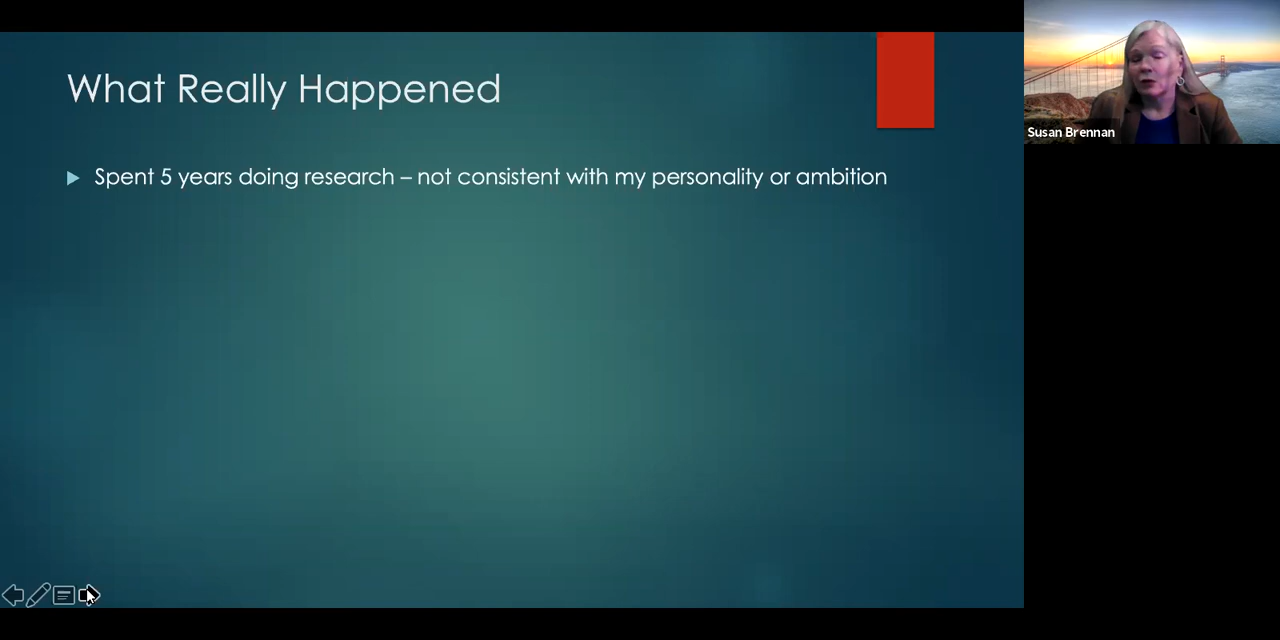 What Really Happened
Spent 5 years doing research – not consistent with my personality or ambition
Susan Brennan